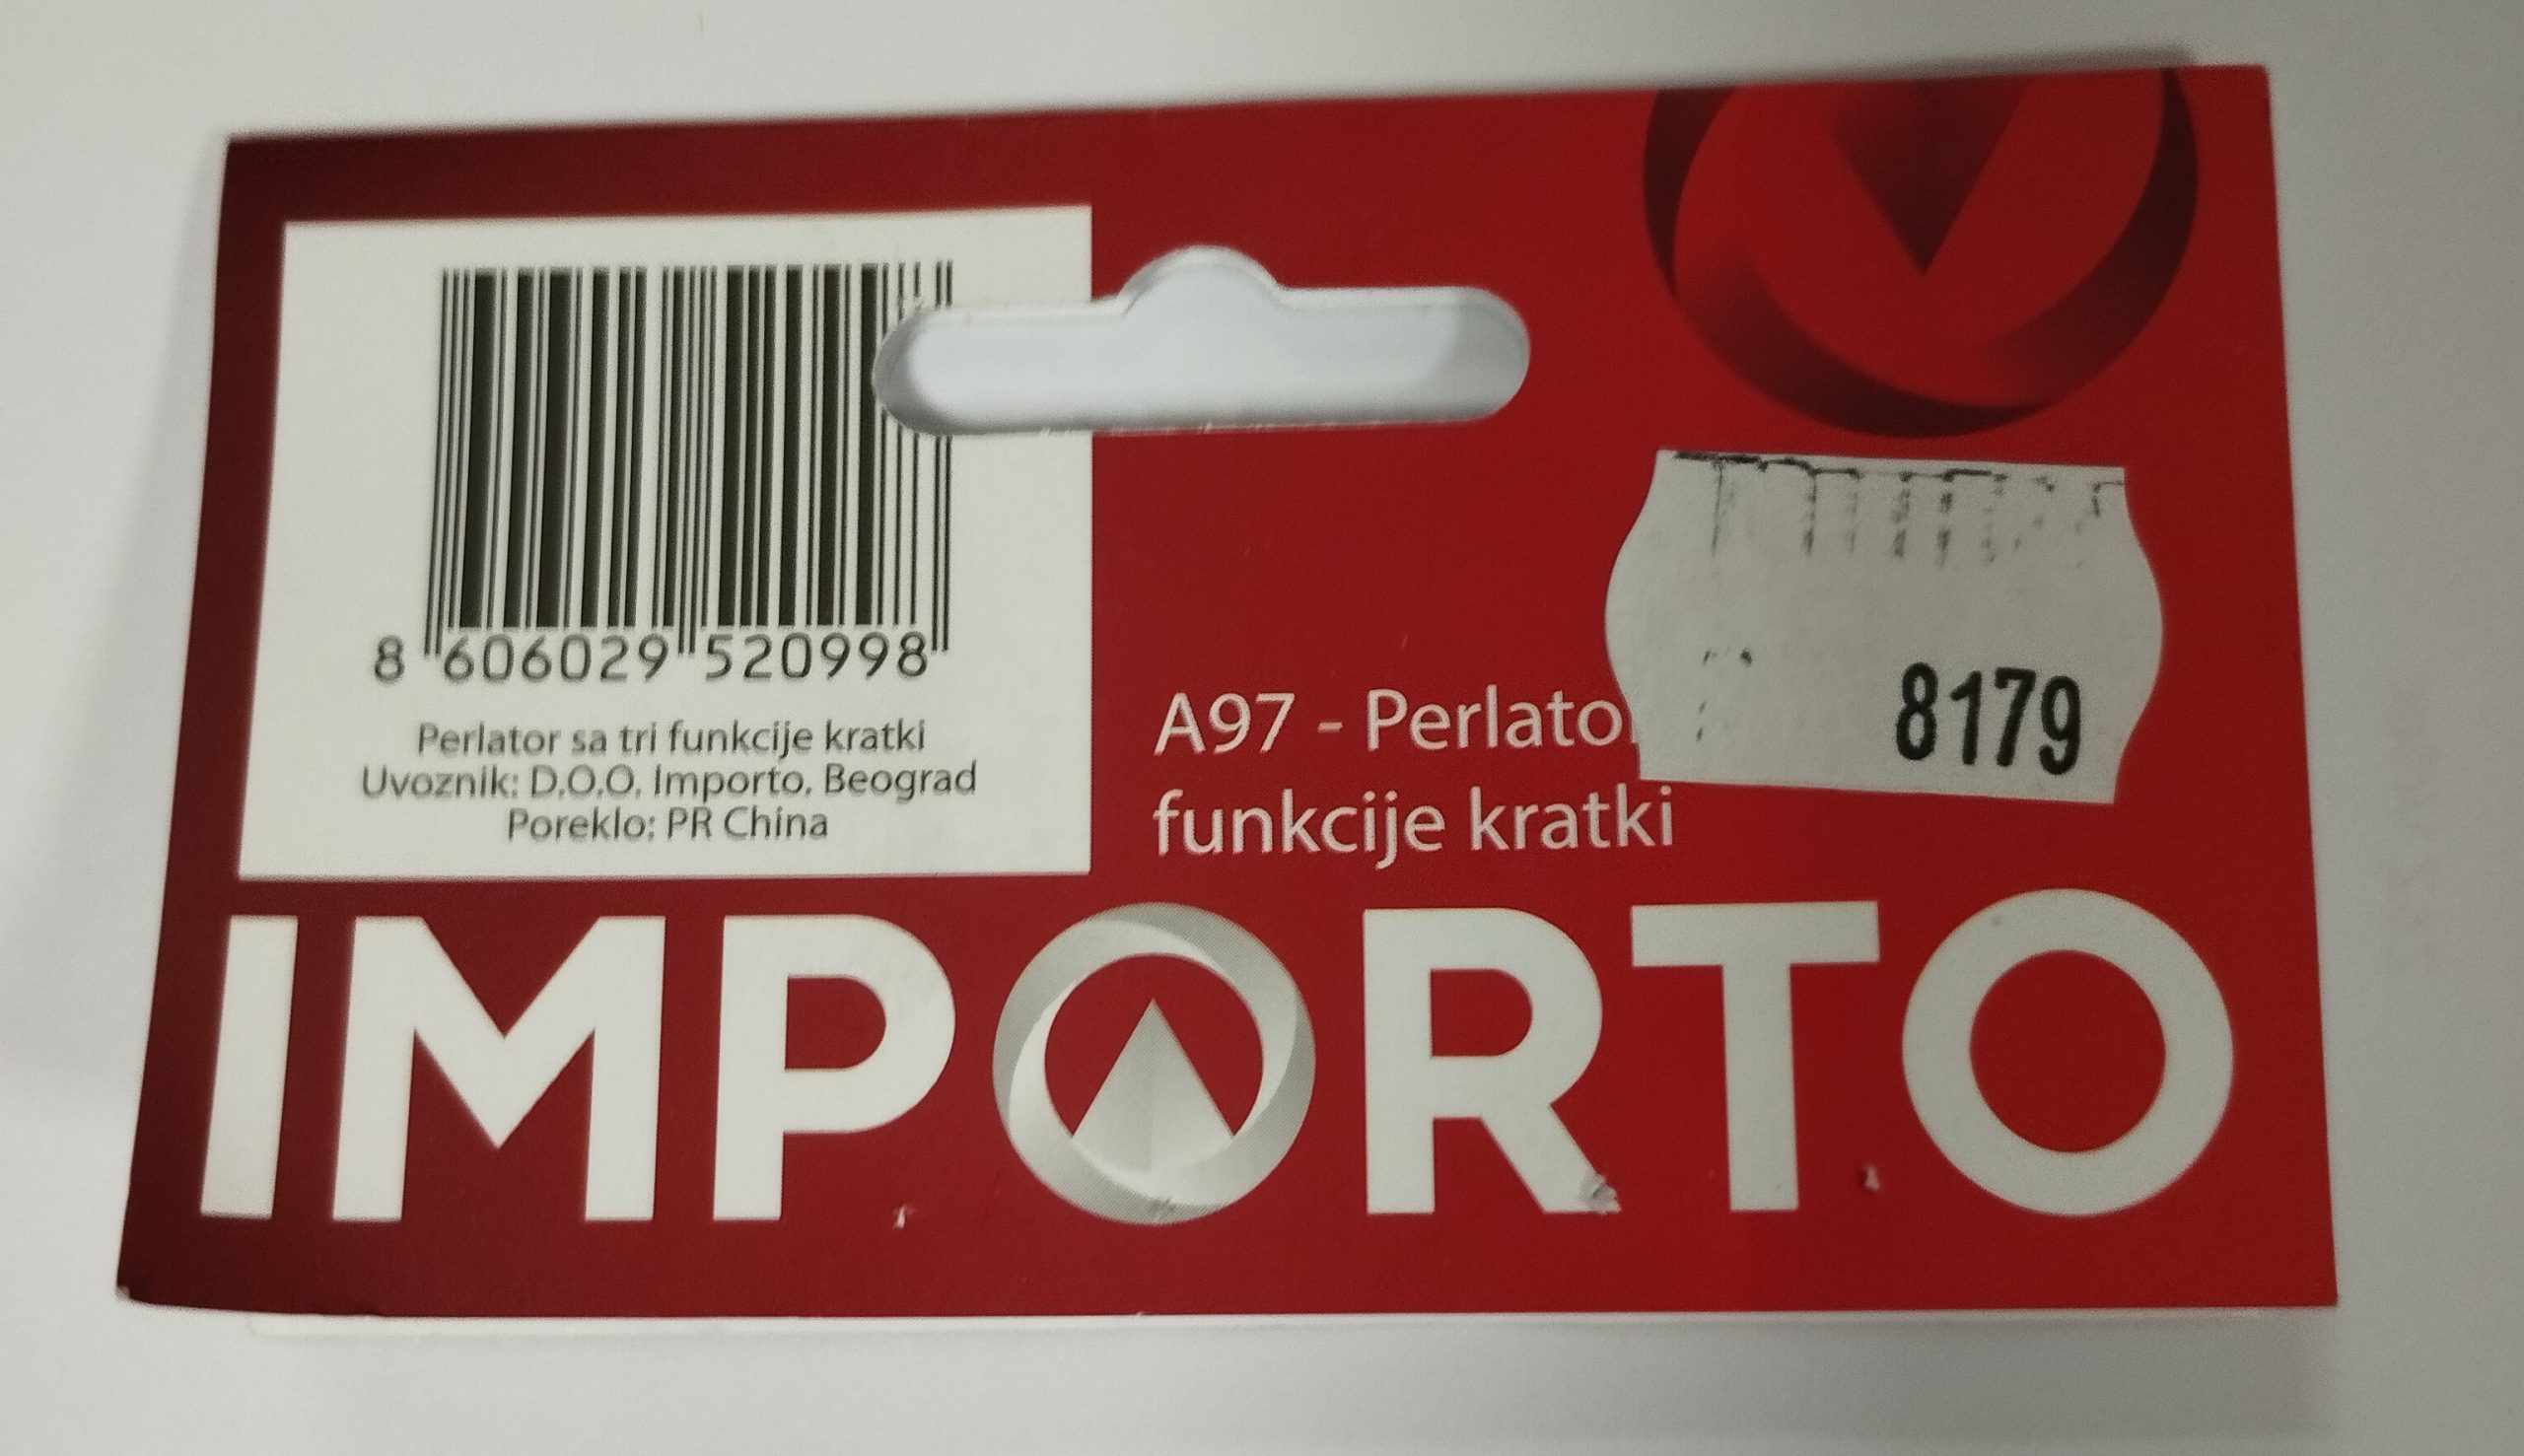 8 606029 520998
Perlator sa tri funkcije kratki
Uvoznik: D.O.O. Importo, Beograd
Poreklo: PR China
A97 - Perlato
funkcije kratki
8179
IMPORTO